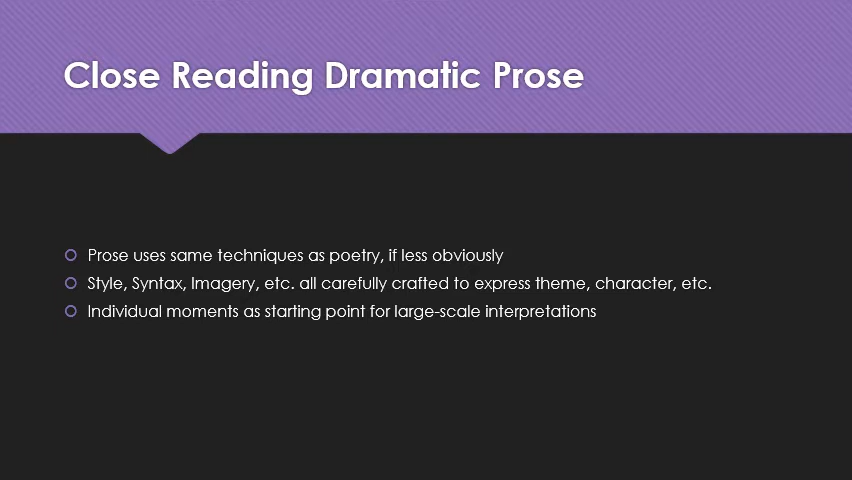 Close Reading Dramatic Prose
Prose uses same techniques as poetry, if less obviously
Style, Syntax, Imagery, etc. all carefully crafted to express theme, character, etc.
Individual moments as starting point for large-scale interpretations